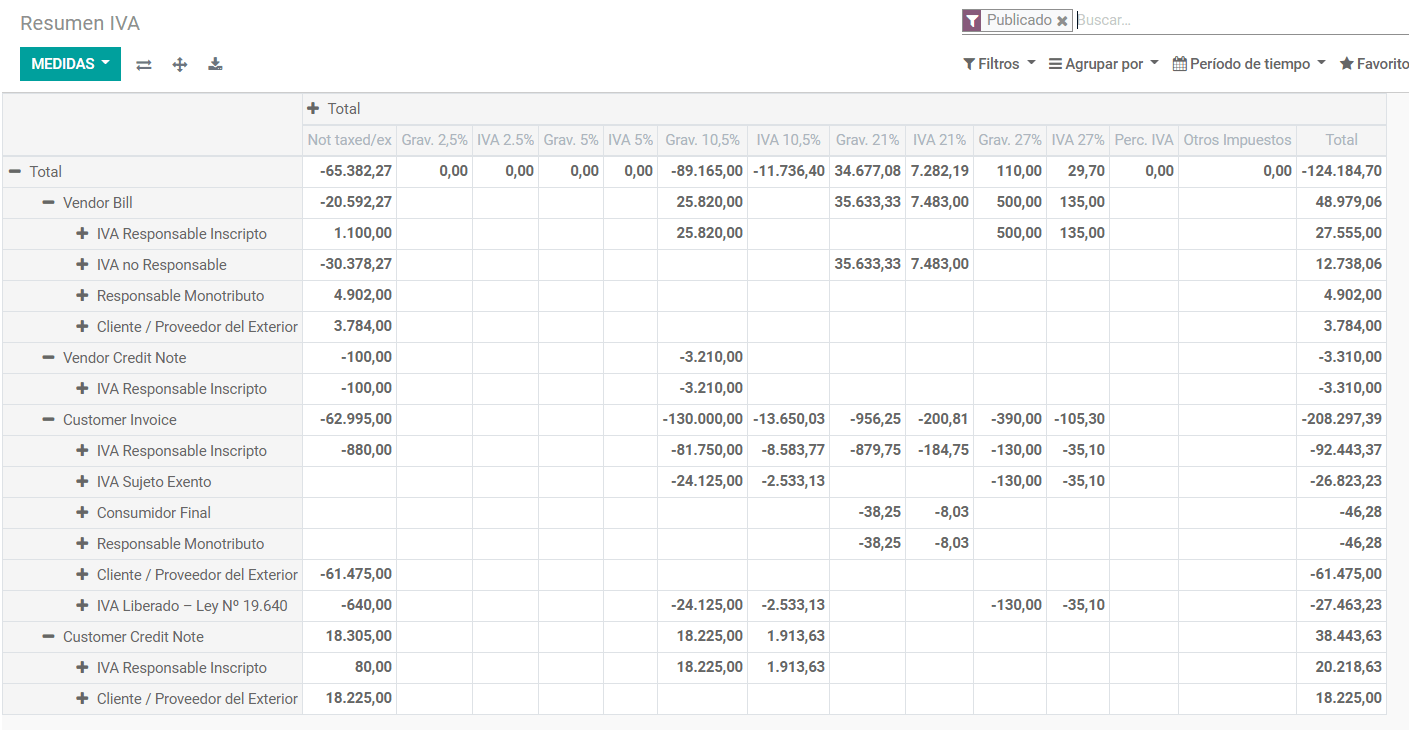 Resumen IVA
Publicado Buscar...
MEDIDAS
Filtros Agrupar por Período de tiempo Favorito
Total
Not taxed/ex Grav. 2,5% IVA 2.5% Grav. 5% IVA 5% Grav. 10,5% IVA 10,5% Grav. 21% IVA 21% Grav. 27% IVA 27% Perc. IVA Otros Impuestos Total
Total -65.382,27 0,00 0,00 0,00 0,00 -89.165,00 -11.736,40 34.677,08 7.282,19 110,00 29,70 0,00 0,00 -124.184,70
Vendor Bill -20.592,27 25.820,00 35.633,33 7.483,00 500,00 135,00 48.979,06
IVA Responsable Inscripto 1.100,00 25.820,00 500,00 135,00 27.555,00
IVA no Responsable -30.378,27 35.633,33 7.483,00 12.738,06
Responsable Monotributo 4.902,00 4.902,00
Cliente / Proveedor del Exterior 3.784,00 3.784,00
Vendor Credit Note -100,00 -3.210,00 -3.310,00
IVA Responsable Inscripto -100,00 -3.210,00 -3.310,00
Customer Invoice -62.995,00 -130.000,00 -13.650,03 -956,25 -200,81 -390,00 -105,30 -208.297,39
IVA Responsable Inscripto -880,00 -81.750,00 -8.583,77 -879,75 -184,75 -130,00 -35,10 -92.443,37
IVA Sujeto Exento -24.125,00 -2.533,13 -130,00 -35,10 -26.823,23
Consumidor Final -38,25 -8,03 -46,28
Responsable Monotributo -38,25 -8,03 -46,28
Cliente / Proveedor del Exterior -61.475,00 -61.475,00
IVA Liberado – Ley Nº 19.640 -640,00 -24.125,00 -2.533,13 -130,00 -35,10 -27.463,23
Customer Credit Note 18.305,00 18.225,00 1.913,63 38.443,63
IVA Responsable Inscripto 80,00 18.225,00 1.913,63 20.218,63
Cliente / Proveedor del Exterior 18.225,00 18.225,00